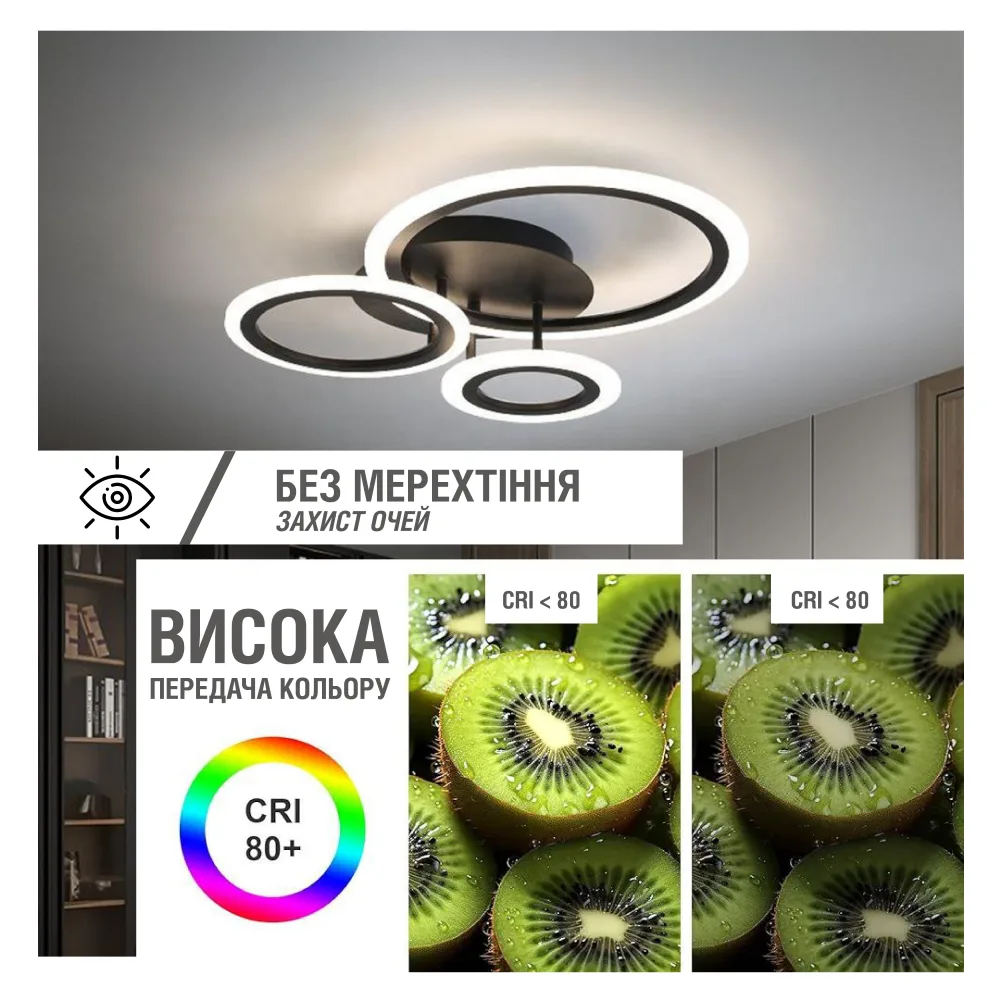 БЕЗ МЕРЕХТІННЯ
ЗАХИСТ ОЧЕЙ
ВИСОКА
ПЕРЕДАЧА КОЛЬОРУ
CRI
80+
CRI < 80
CRI < 80